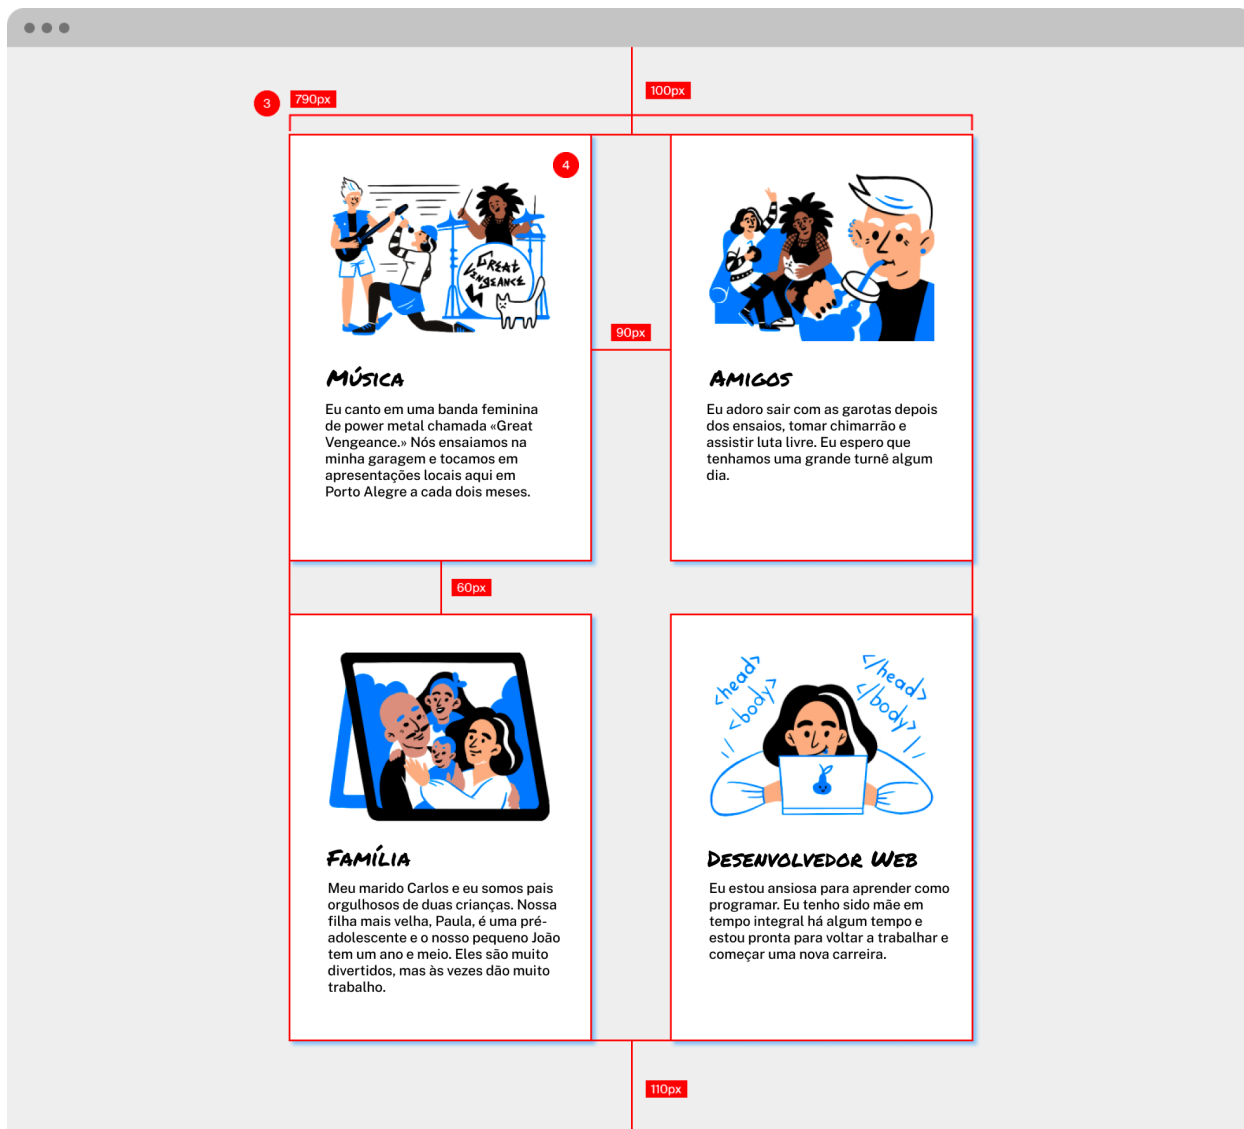 3
790px
100px
4
GREAT
VENGEANCE
90px
Música
Eu canto em uma banda feminina
de power metal chamada «Great
Vengeance.» Nós ensaiamos na
minha garagem e tocamos em
apresentações locais aqui em
Porto Alegre a cada dois meses.
Amigos
Eu adoro sair com as garotas depois
dos ensaios, tomar chimarrão e
assistir luta livre. Eu espero que
tenhamos uma grande turnê algum
dia.
60px
<head>
<body>
</head>
</body>
Família
Meu marido Carlos e eu somos pais
orgulhosos de duas crianças. Nossa
filha mais velha, Paula, é uma pré-
adolescente e o nosso pequeno João
tem um ano e meio. Eles são muito
divertidos, mas às vezes dão muito
trabalho.
Desenvolvedor Web
Eu estou ansiosa para aprender como
programar. Eu tenho sido mãe em
tempo integral há algum tempo e
estou pronta para voltar a trabalhar e
começar uma nova carreira.
110px